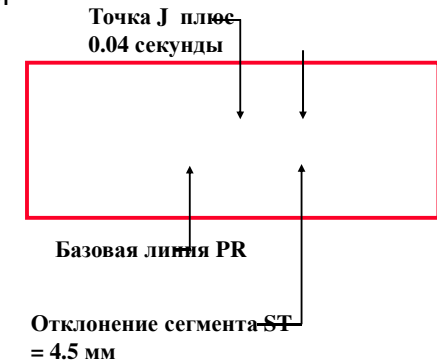 Точка J плюс
0.04 секунды
Базовая линия PR
Отклонение сегмента ST
= 4.5 мм